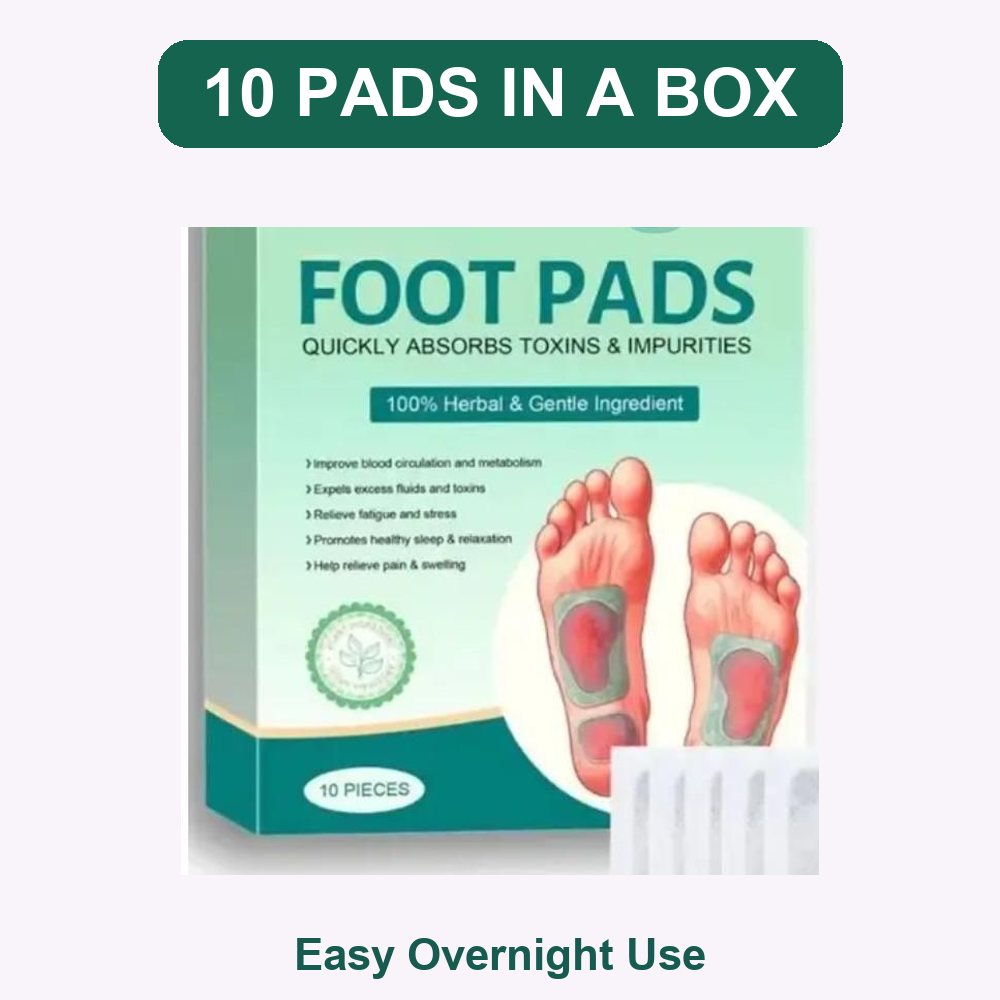 10 PADS IN A BOX
FOOT PADS
QUICKLY ABSORBS TOXINS & IMPURITIES
100% Herbal & Gentle Ingredient
Improve blood circulation and metabolism
Expels excess fluids and toxins
Relieve fatigue and stress
Promotes healthy sleep & relaxation
Help relieve pain & swelling
10 PIECES
Easy Overnight Use